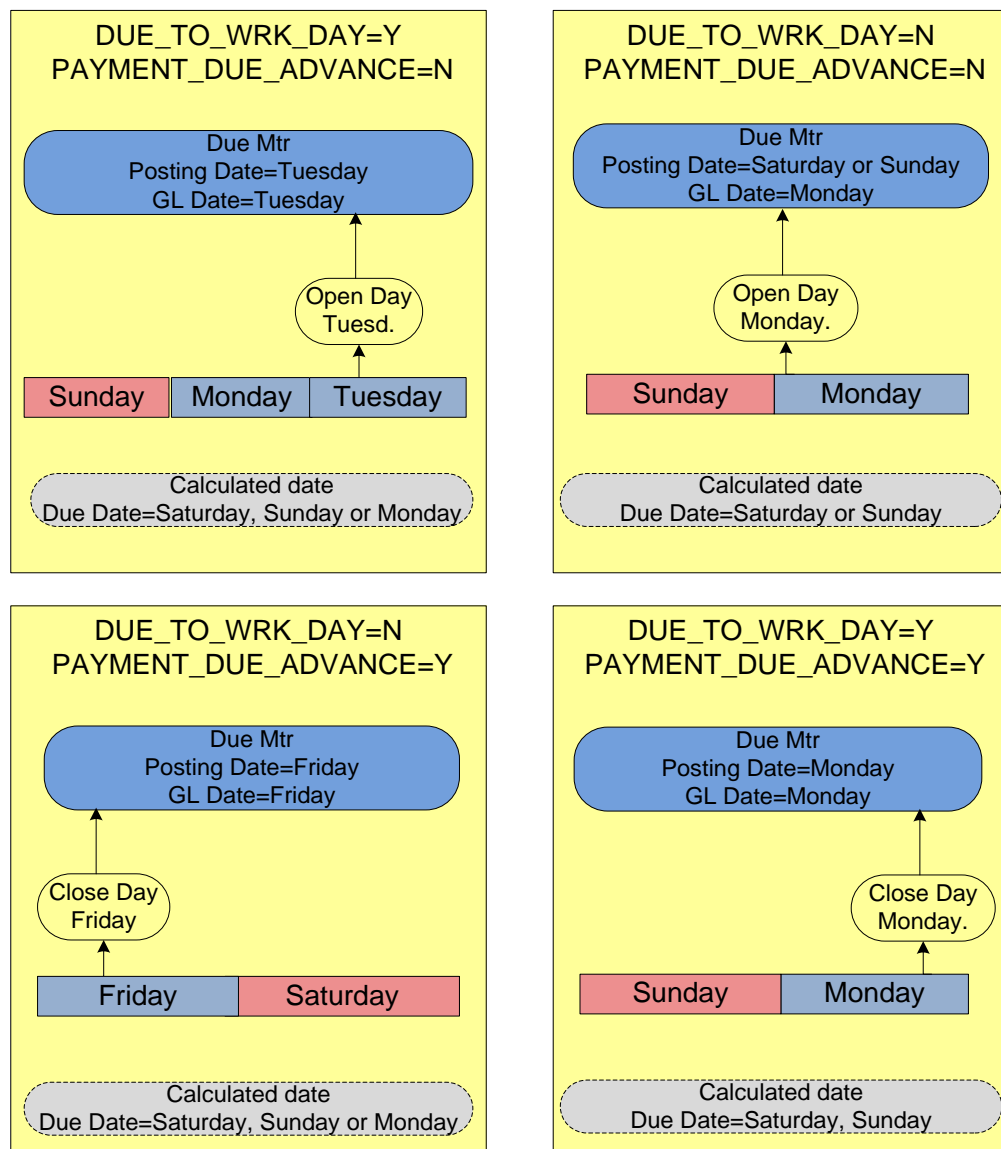 DUE_TO_WRK_DAY=Y
PAYMENT_DUE_ADVANCE=N
Due Mtr
Posting Date=Tuesday
GL Date=Tuesday
Open Day
Tuesd.
Sunday
Monday
Tuesday
Calculated date
Due Date=Saturday, Sunday or Monday
DUE_TO_WRK_DAY=N
PAYMENT_DUE_ADVANCE=N
Due Mtr
Posting Date=Saturday or Sunday
GL Date=Monday
Open Day
Monday.
Sunday
Monday
Calculated date
Due Date=Saturday or Sunday
DUE_TO_WRK_DAY=N
PAYMENT_DUE_ADVANCE=Y
Due Mtr
Posting Date=Friday
GL Date=Friday
Close Day
Friday
Friday
Saturday
Calculated date
Due Date=Saturday, Sunday or Monday
DUE_TO_WRK_DAY=Y
PAYMENT_DUE_ADVANCE=Y
Due Mtr
Posting Date=Monday
GL Date=Monday
Close Day
Monday.
Sunday
Monday
Calculated date
Due Date=Saturday, Sunday